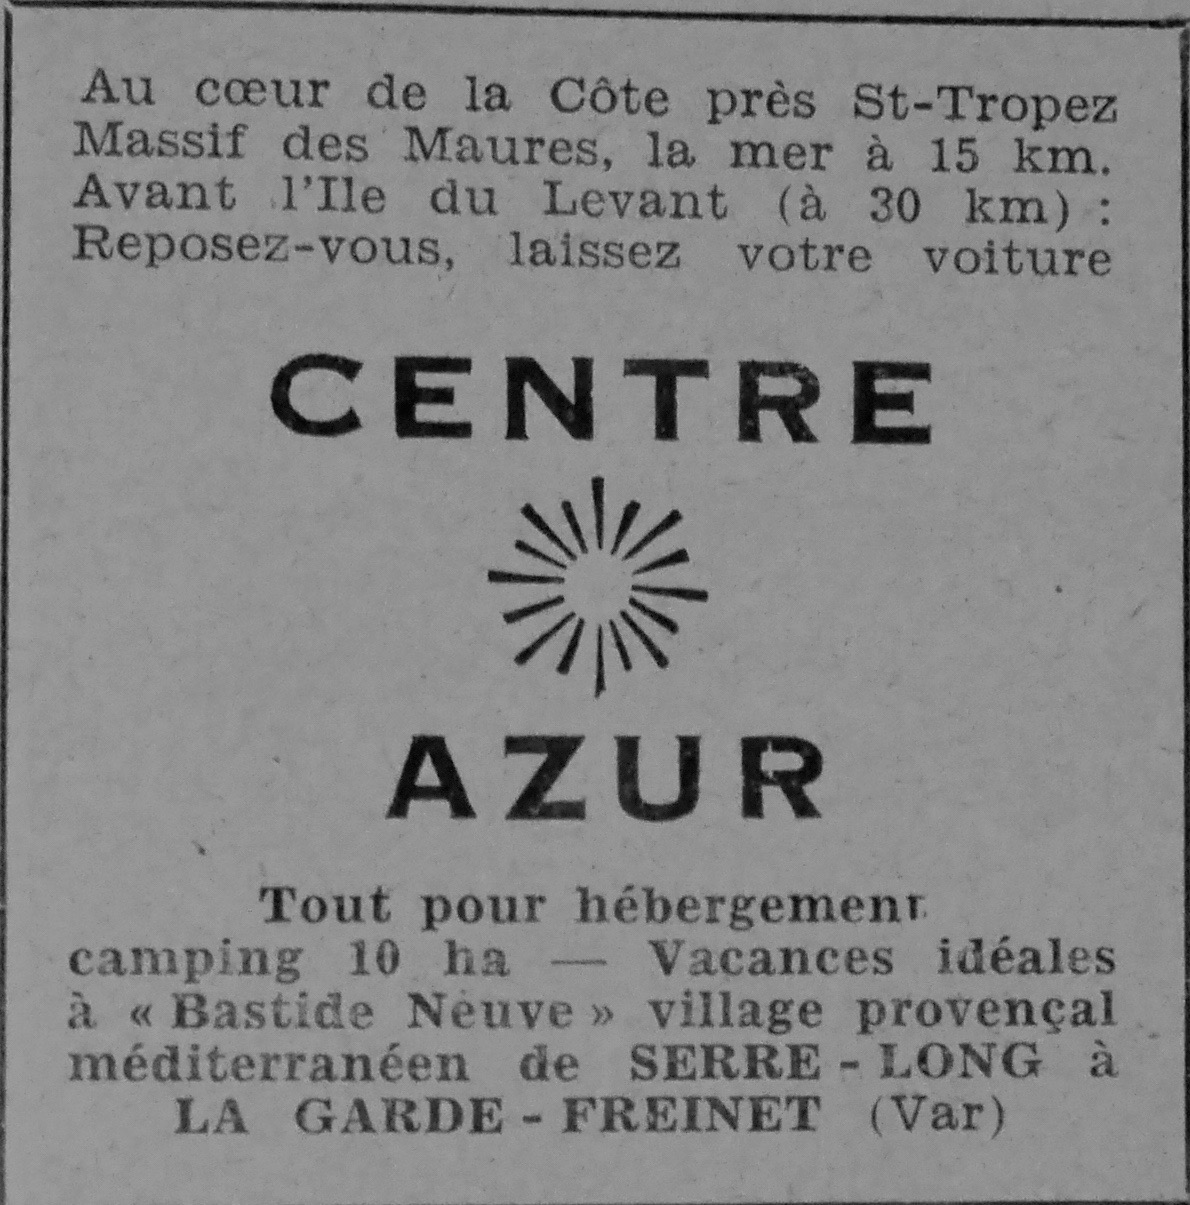 Au cœur de la Côte près St-Tropez
Massif des Maures, la mer à 15 km.
Avant l'Ile du Levant (à 30 km) :
Reposez-vous, laissez votre voiture
CENTRE
AZUR
Tout pour hébergement
camping 10 ha — Vacances idéales
à « Bastide Neuve » village provençal
méditerranéen de SERRE - LONG à
LA GARDE - FREINET (Var)